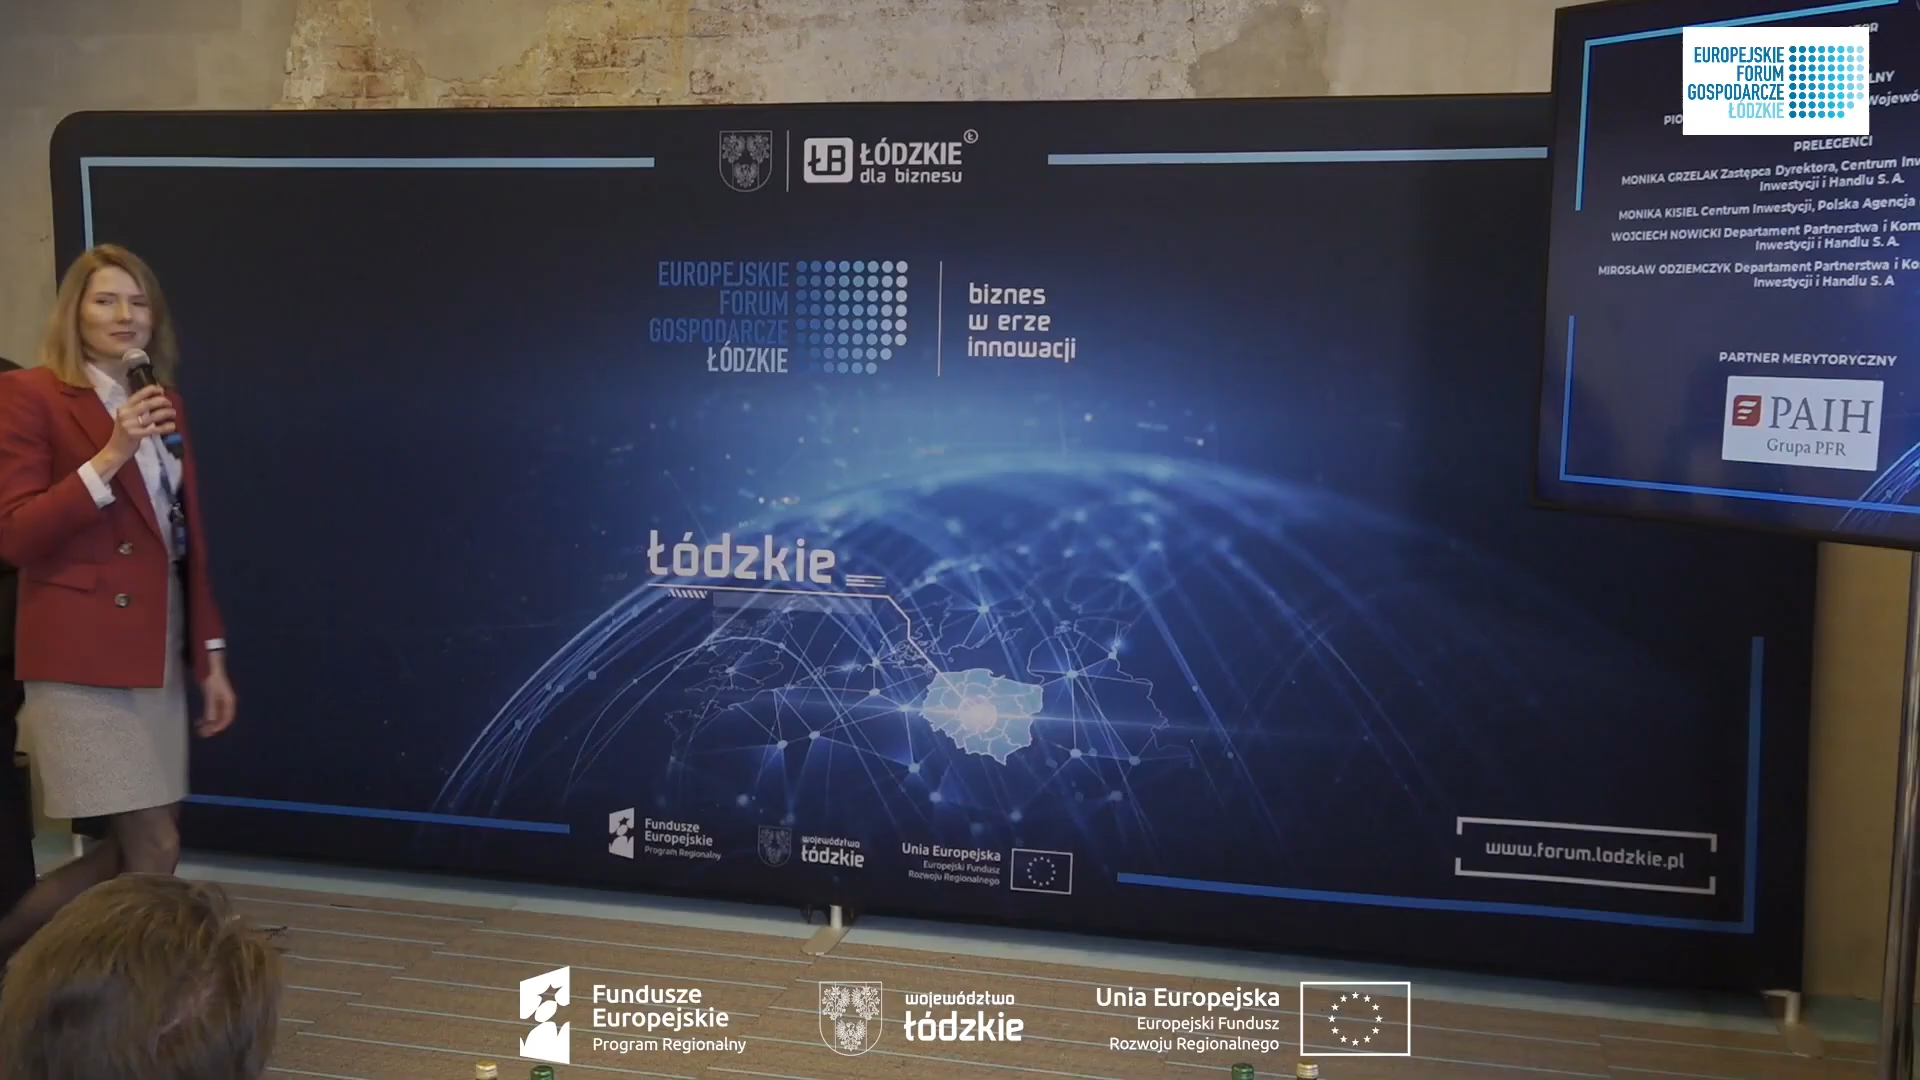 ŁB ŁÓDZKIE
dla biznesu
EUROPEJSKIE
FORUM
GOSPODARCZE
ŁÓDZKIE
biznes
w erze
innowacji
Łódzkie
Fundusze
Europejskie
Program Regionalny
województwo
łódzkie
Unia Europejska
Europejski Fundusz
Rozwoju Regionalnego
www.forum.lodzkie.pl
EUROPEJSKIE
FORUM
GOSPODARCZE
ŁÓDZKIE
PRELEGENCI
MONIKA GRZELAK Zastępca Dyrektora, Centrum
Inwestycji i Handlu S. A.
MONIKA KISIEL Centrum Inwestycji, Polska Agencja
WOJCIECH NOWICKI Departament Partnerstwa i
Inwestycji i Handlu S. A.
MIROSŁAW ODZIEMCZYK Departament Partnerstwa i
Inwestycji i Handlu S. A
PARTNER MERYTORYCZNY
PAIH
Grupa PFR
Fundusze
Europejskie
Program Regionalny
województwo
łódzkie
Unia Europejska
Europejski Fundusz
Rozwoju Regionalnego